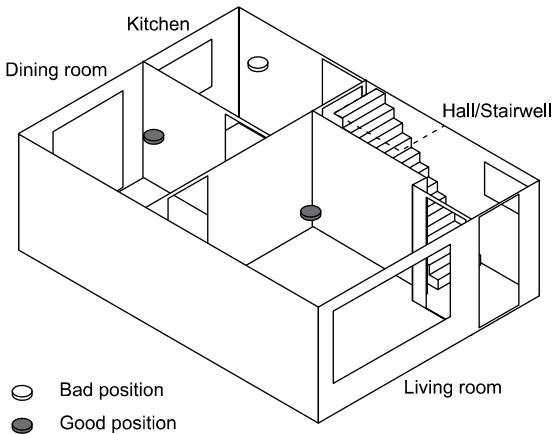 Kitchen
Dining room
Hall/Stairwell
Living room
Bad position
Good position